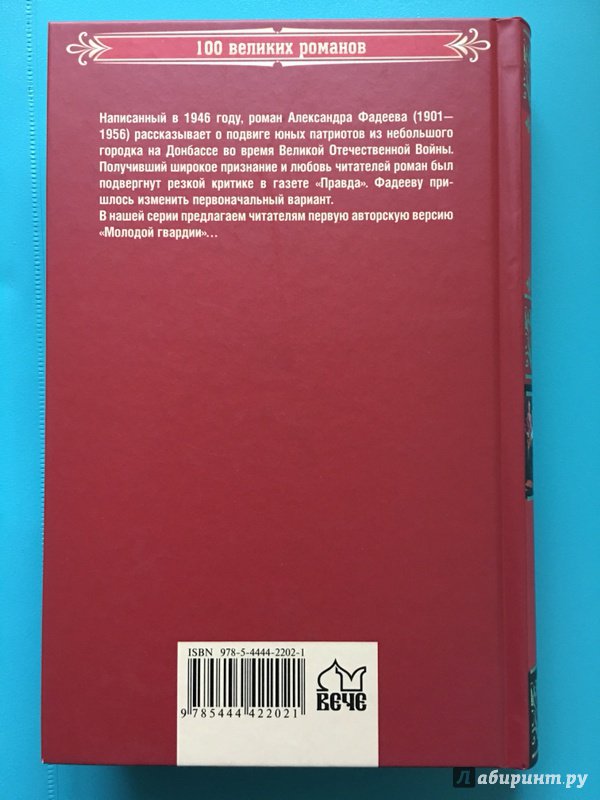 100 великих романов
Написанный в 1946 году, роман Александра Фадеева (1901—
1956) рассказывает о подвиге юных патриотов из небольшого
городка на Донбассе во время Великой Отечественной Войны.
Получивший широкое признание и любовь читателей роман был
подвергнут резкой критике в газете «Правда». Фадееву при-
шлось изменить первоначальный вариант.
В нашей серии предлагаем читателям первую авторскую версию
«Молодой гвардии»...
ISBN 978-5-4444-2202-1
9 785444 422021
ВЕЧЕ
Лабиринт.ру